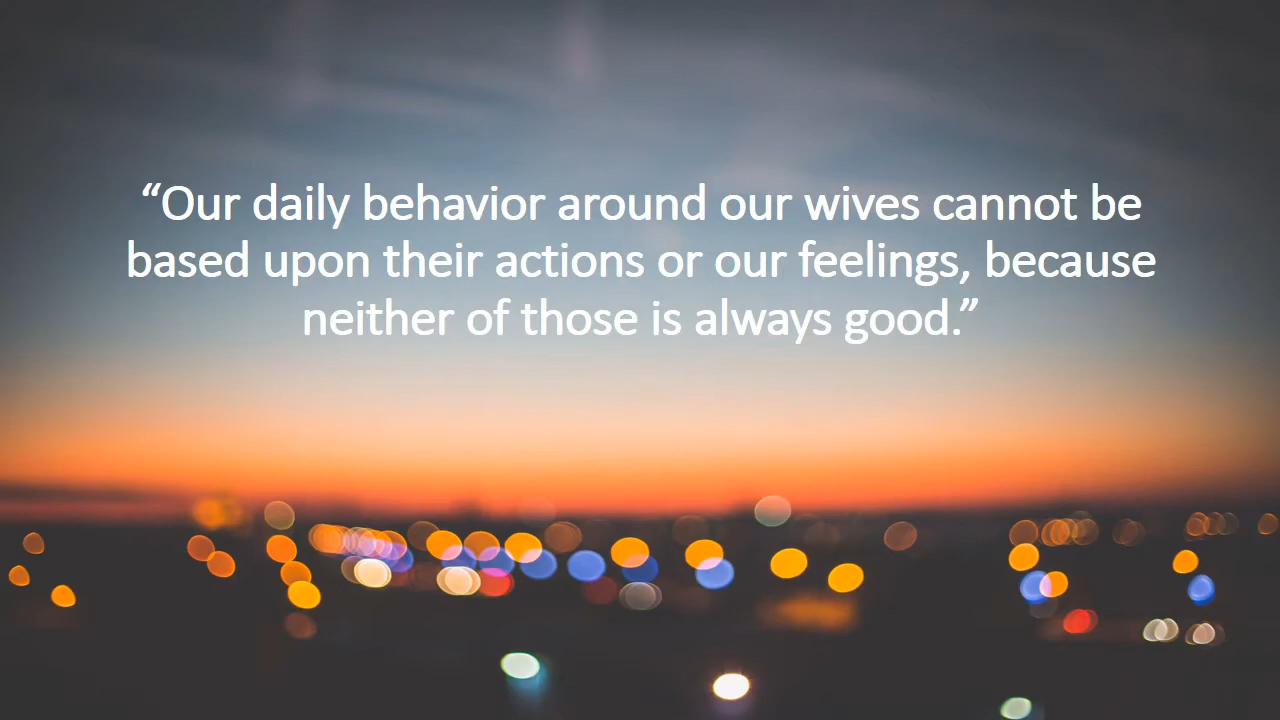 “Our daily behavior around our wives cannot be
based upon their actions or our feelings, because
neither of those is always good.”